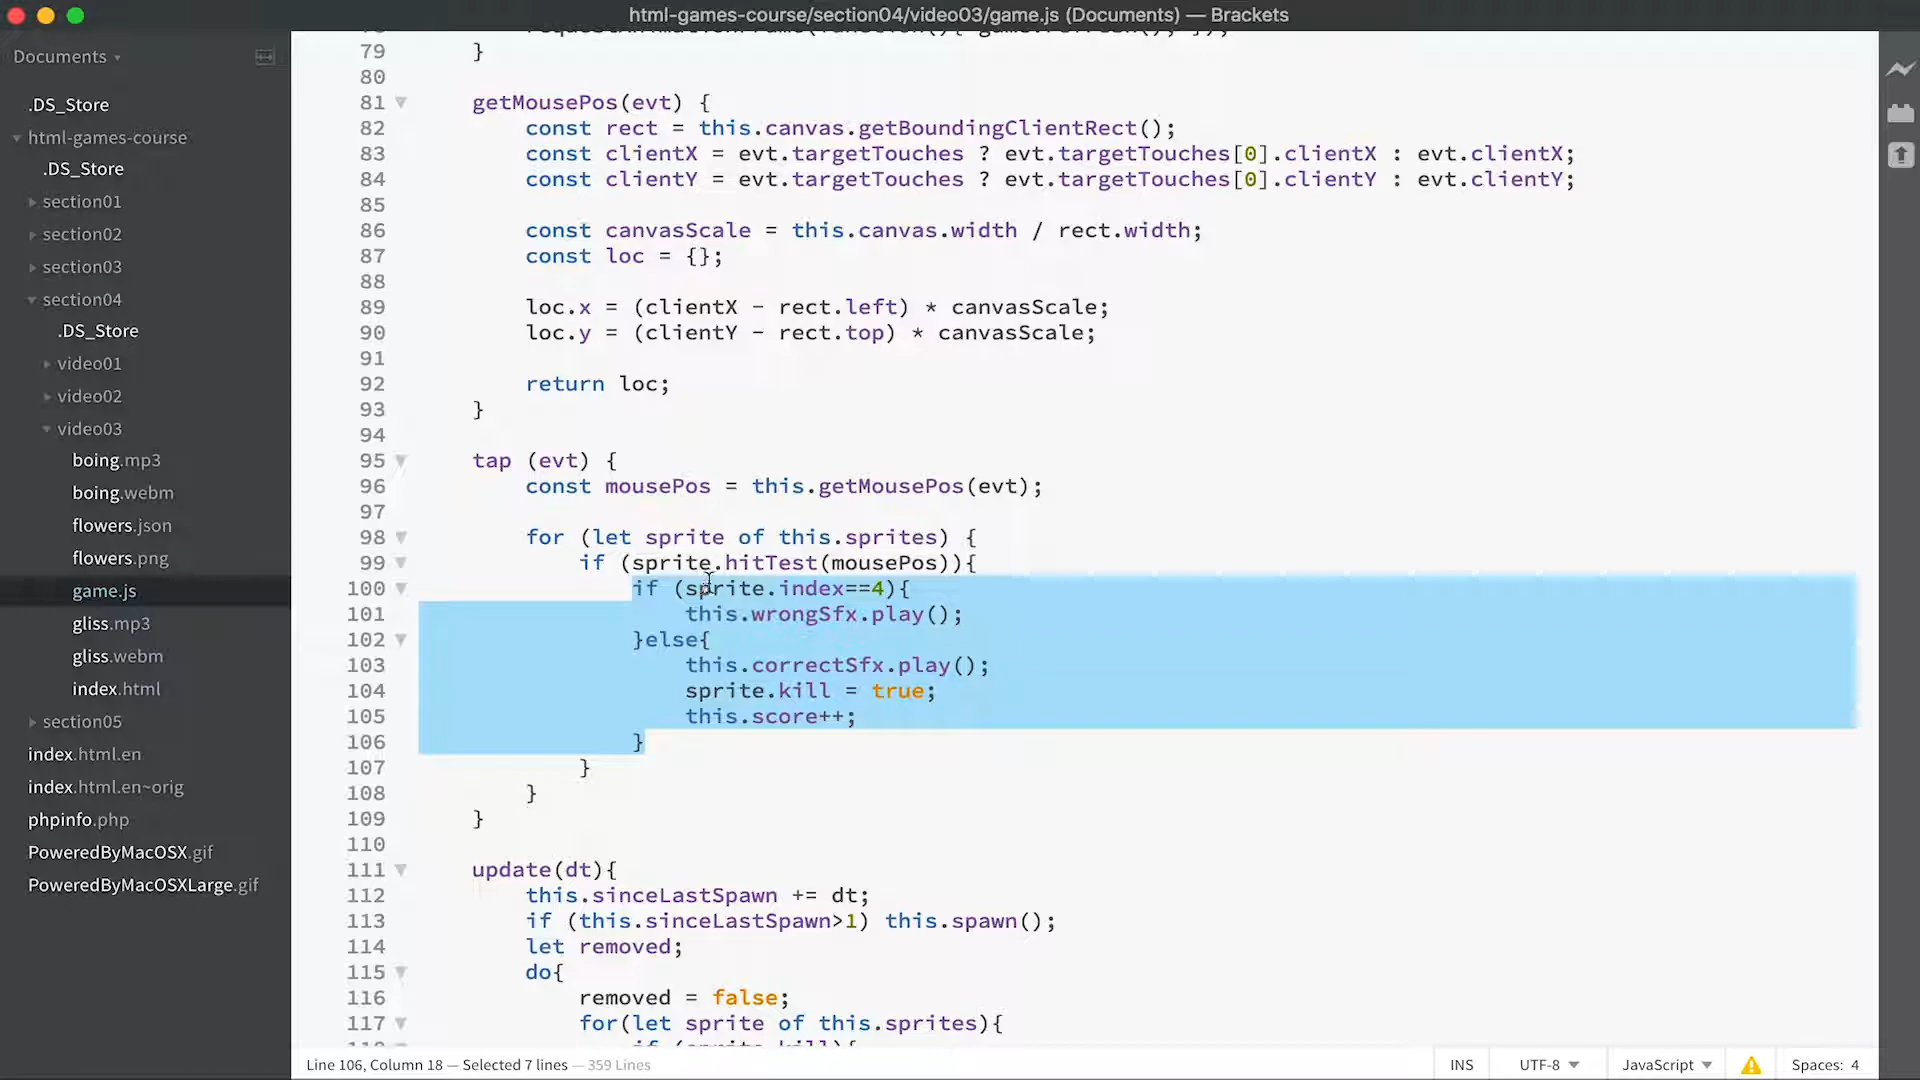 html-games-course/section04/video03/game.js (Documents) — Brackets
Documents
.DS_Store
html-games-course
.DS_Store
section01
section02
section03
section04
.DS_Store
video01
video02
video03
boing.mp3
boing.webm
flowers.json
flowers.png
game.js
gliss.mp3
gliss.webm
index.html
section05
index.html.en
index.html.en~orig
phpinfo.php
PoweredByMacOSX.gif
PoweredByMacOSXLarge.gif
79 }
80
81 getMousePos(evt) {
82 const rect = this.canvas.getBoundingClientRect();
83 const clientX = evt.targetTouches ? evt.targetTouches[0].clientX : evt.clientX;
84 const clientY = evt.targetTouches ? evt.targetTouches[0].clientY : evt.clientY;
85
86 const canvasScale = this.canvas.width / rect.width;
87 const loc = {};
88
89 loc.x = (clientX - rect.left) * canvasScale;
90 loc.y = (clientY - rect.top) * canvasScale;
91
92 return loc;
93 }
94
95 tap (evt) {
96 const mousePos = this.getMousePos(evt);
97
98 for (let sprite of this.sprites) {
99 if (sprite.hitTest(mousePos)){
100 if (sprite.index==4){
101 this.wrongSfx.play();
102 }else{
103 this.correctSfx.play();
104 sprite.kill = true;
105 this.score++;
106 }
107 }
108 }
109 }
110
111 update(dt){
112 this.sinceLastSpawn += dt;
113 if (this.sinceLastSpawn>1) this.spawn();
114 let removed;
115 do{
116 removed = false;
117 for(let sprite of this.sprites){
Line 106, Column 18 — Selected 7 lines — 359 Lines
INS
UTF-8
JavaScript
Spaces: 4